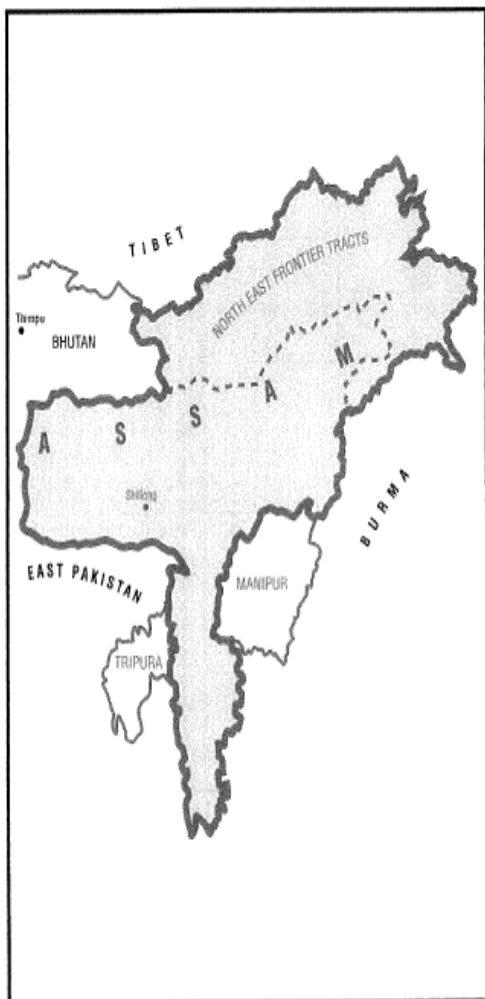 TIBET
NORTH EAST FRONTIER TRACTS
Thimpu
BHUTAN
A S S A M
Shillong
BURMA
EAST PAKISTAN
MANIPUR
TRIPURA